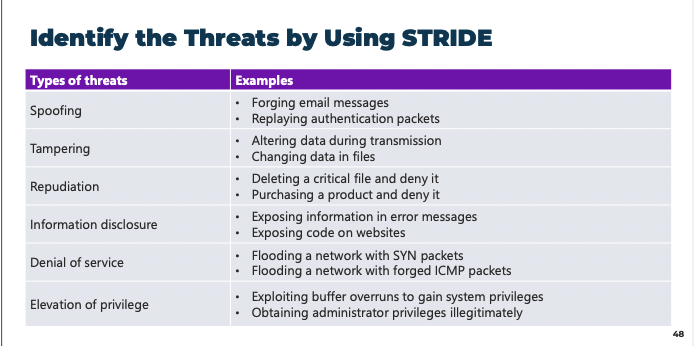 Identify the Threats by Using STRIDE
Types of threats
Examples
Spoofing
• Forging email messages
• Replaying authentication packets
Tampering
• Altering data during transmission
• Changing data in files
Repudiation
• Deleting a critical file and deny it
• Purchasing a product and deny it
Information disclosure
• Exposing information in error messages
• Exposing code on websites
Denial of service
• Flooding a network with SYN packets
• Flooding a network with forged ICMP packets
Elevation of privilege
• Exploiting buffer overruns to gain system privileges
• Obtaining administrator privileges illegitimately
48